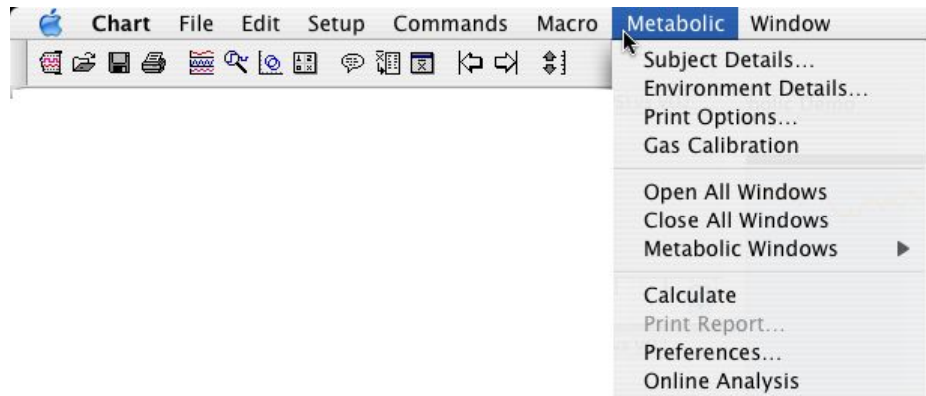 Chart File Edit Setup Commands Macro Metabolic Window
Subject Details...
Environment Details...
Print Options...
Gas Calibration
Open All Windows
Close All Windows
Metabolic Windows
Calculate
Print Report...
Preferences...
Online Analysis